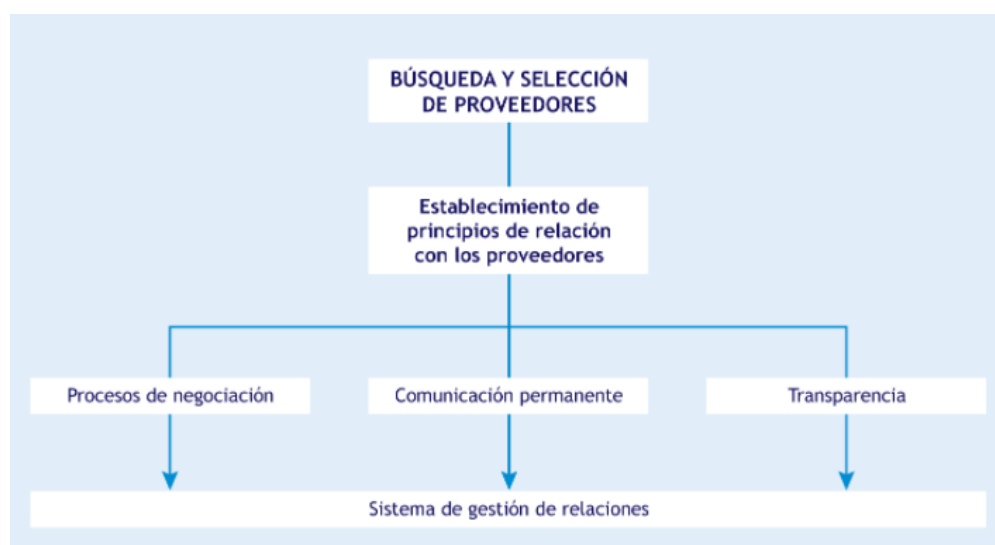 BÚSQUEDA Y SELECCIÓN
DE PROVEEDORES
Establecimiento de
principios de relación
con los proveedores
Procesos de negociación
Comunicación permanente
Transparencia
Sistema de gestión de relaciones